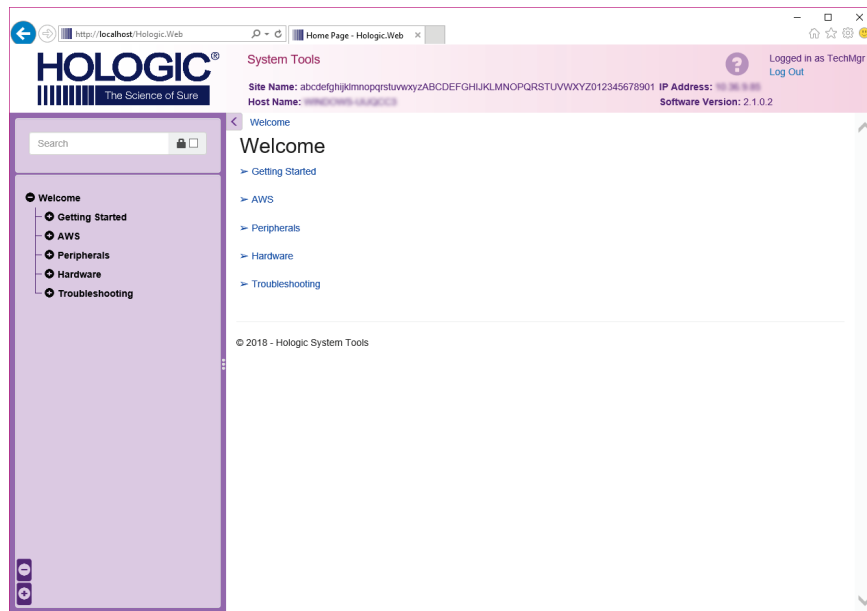 http://localhost/Hologic.Web
Home Page - Hologic.Web
HOLOGIC®
The Science of Sure
System Tools
Logged in as TechMgr
Log Out
Site Name: abcdefghijklmnopqrstuvwxyzABCDEFGHIJKLMNOPQRSTUVWXYZ012345678901 IP Address:
Host Name: Software Version: 2.1.0.2
Search
Welcome
Getting Started
AWS
Peripherals
Hardware
Troubleshooting
Welcome
Welcome
➢ Getting Started
➢ AWS
➢ Peripherals
➢ Hardware
➢ Troubleshooting
© 2018 - Hologic System Tools